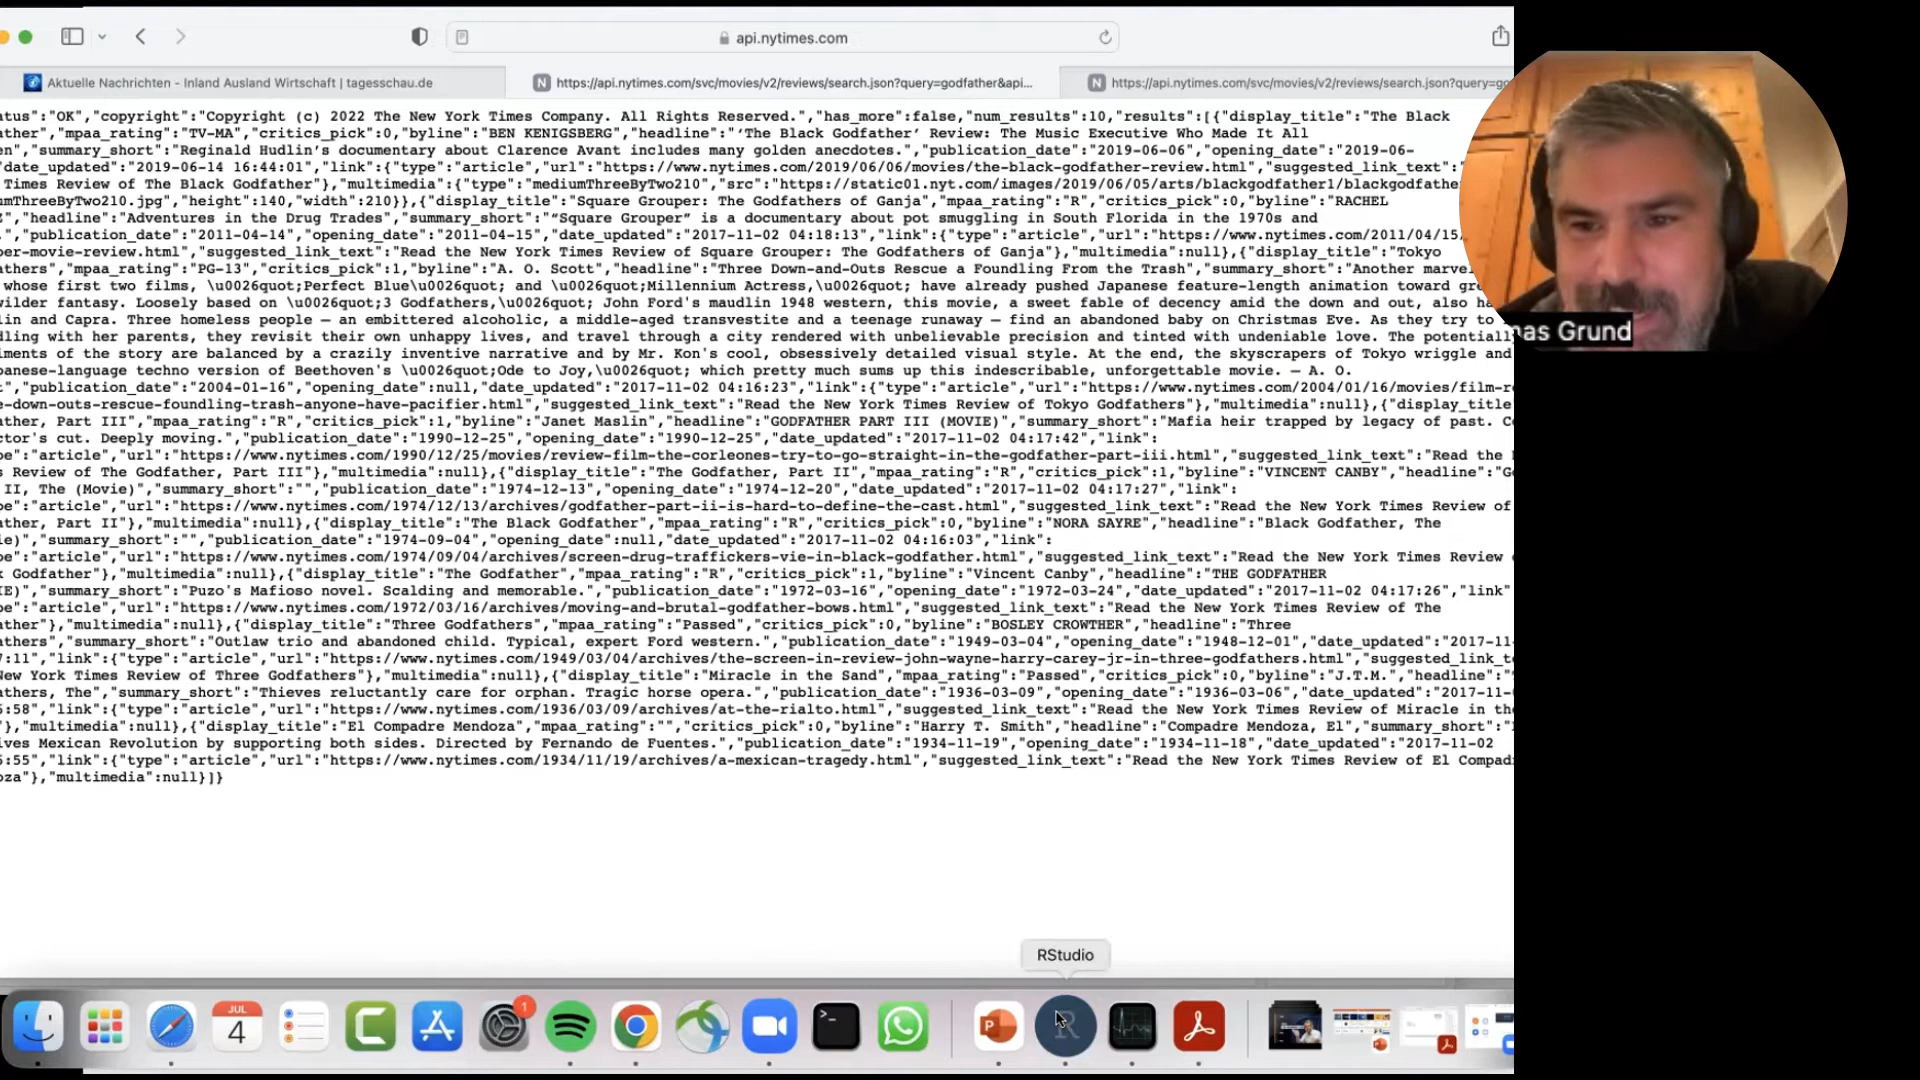 api.nytimes.com
Aktuelle Nachrichten - Inland Ausland Wirtschaft | tagesschau.de
N https://api.nytimes.com/svc/movies/v2/reviews/search.json?query=godfather&api...
N https://api.nytimes.com/svc/movies/v2/reviews/search.json?query=go
atus":"OK","copyright":"Copyright (c) 2022 The New York Times Company. All Rights Reserved.","has_more":false,"num_results":10,"results":[{"display_title":"The Black
ather","mpaa_rating":"TV-MA","critics_pick":0,"byline":"BEN KENIGSBERG","headline":"‘The Black Godfather’ Review: The Music Executive Who Made It All
en","summary_short":"Reginald Hudlin’s documentary about Clarence Avant includes many golden anecdotes.","publication_date":"2019-06-06","opening_date":"2019-06-
"date_updated":"2019-06-14 16:44:01","link":{"type":"article","url":"https://www.nytimes.com/2019/06/06/movies/the-black-godfather-review.html","suggested_link_text":"
Times Review of The Black Godfather"},"multimedia":{"type":"mediumThreeByTwo210","src":"https://static01.nyt.com/images/2019/06/05/arts/blackgodfather1/blackgodfathe
umThreeByTwo210.jpg","height":140,"width":210}},{"display_title":"Square Grouper: The Godfathers of Ganja","mpaa_rating":"R","critics_pick":0,"byline":"RACHEL
","headline":"Adventures in the Drug Trades","summary_short":"“Square Grouper” is a documentary about pot smuggling in South Florida in the 1970s and
.","publication_date":"2011-04-14","opening_date":"2011-04-15","date_updated":"2017-11-02 04:18:13","link":{"type":"article","url":"https://www.nytimes.com/2011/04/15/
per-movie-review.html","suggested_link_text":"Read the New York Times Review of Square Grouper: The Godfathers of Ganja"},"multimedia":null},{"display_title":"Tokyo
athers","mpaa_rating":"PG-13","critics_pick":1,"byline":"A. O. Scott","headline":"Three Down-and-Outs Rescue a Foundling From the Trash","summary_short":"Another marvel
whose first two films, \u0026quot;Perfect Blue\u0026quot; and \u0026quot;Millennium Actress,\u0026quot; have already pushed Japanese feature-length animation toward gre
wilder fantasy. Loosely based on \u0026quot;3 Godfathers,\u0026quot; John Ford's maudlin 1948 western, this movie, a sweet fable of decency amid the down and out, also ha
lin and Capra. Three homeless people — an embittered alcoholic, a middle-aged transvestite and a teenage runaway — find an abandoned baby on Christmas Eve. As they try to
dling with her parents, they revisit their own unhappy lives, and travel through a city rendered with unbelievable precision and tinted with undeniable love. The potentially
iments of the story are balanced by a crazily inventive narrative and by Mr. Kon's cool, obsessively detailed visual style. At the end, the skyscrapers of Tokyo wriggle and
panese-language techno version of Beethoven's \u0026quot;Ode to Joy,\u0026quot; which pretty much sums up this indescribable, unforgettable movie. — A. O.
","publication_date":"2004-01-16","opening_date":null,"date_updated":"2017-11-02 04:16:23","link":{"type":"article","url":"https://www.nytimes.com/2004/01/16/movies/film-re
e-down-outs-rescue-foundling-trash-anyone-have-pacifier.html","suggested_link_text":"Read the New York Times Review of Tokyo Godfathers"},"multimedia":null},{"display_title
ather, Part III","mpaa_rating":"R","critics_pick":1,"byline":"Janet Maslin","headline":"GODFATHER PART III (MOVIE)","summary_short":"Mafia heir trapped by legacy of past. Co
ctor's cut. Deeply moving.","publication_date":"1990-12-25","opening_date":"1990-12-25","date_updated":"2017-11-02 04:17:42","link":
pe":"article","url":"https://www.nytimes.com/1990/12/25/movies/review-film-the-corleones-try-to-go-straight-in-the-godfather-part-iii.html","suggested_link_text":"Read the
s Review of The Godfather, Part III"},"multimedia":null},{"display_title":"The Godfather, Part II","mpaa_rating":"R","critics_pick":1,"byline":"VINCENT CANBY","headline":"Go
II, The (Movie)","summary_short":"","publication_date":"1974-12-13","opening_date":"1974-12-20","date_updated":"2017-11-02 04:17:27","link":
pe":"article","url":"https://www.nytimes.com/1974/12/13/archives/godfather-part-ii-is-hard-to-define-the-cast.html","suggested_link_text":"Read the New York Times Review of
ather, Part II"},"multimedia":null},{"display_title":"The Black Godfather","mpaa_rating":"R","critics_pick":0,"byline":"NORA SAYRE","headline":"Black Godfather, The
ie)","summary_short":"","publication_date":"1974-09-04","opening_date":null,"date_updated":"2017-11-02 04:16:03","link":
pe":"article","url":"https://www.nytimes.com/1974/09/04/archives/screen-drug-traffickers-vie-in-black-godfather.html","suggested_link_text":"Read the New York Times Review o
k Godfather"},"multimedia":null},{"display_title":"The Godfather","mpaa_rating":"R","critics_pick":1,"byline":"Vincent Canby","headline":"THE GODFATHER
IE)","summary_short":"Puzo's Mafioso novel. Scalding and memorable.","publication_date":"1972-03-16","opening_date":"1972-03-24","date_updated":"2017-11-02 04:17:26","link"
pe":"article","url":"https://www.nytimes.com/1972/03/16/archives/moving-and-brutal-godfather-bows.html","suggested_link_text":"Read the New York Times Review of The
ather"},"multimedia":null},{"display_title":"Three Godfathers","mpaa_rating":"Passed","critics_pick":0,"byline":"BOSLEY CROWTHER","headline":"Three
athers","summary_short":"Outlaw trio and abandoned child. Typical, expert Ford western.","publication_date":"1949-03-04","opening_date":"1948-12-01","date_updated":"2017-11-
7:11","link":{"type":"article","url":"https://www.nytimes.com/1949/03/04/archives/the-screen-in-review-john-wayne-harry-carey-jr-in-three-godfathers.html","suggested_link_te
New York Times Review of Three Godfathers"},"multimedia":null},{"display_title":"Miracle in the Sand","mpaa_rating":"Passed","critics_pick":0,"byline":"J.T.M.","headline":"
athers, The","summary_short":"Thieves reluctantly care for orphan. Tragic horse opera.","publication_date":"1936-03-09","opening_date":"1936-03-06","date_updated":"2017-11-0
6:58","link":{"type":"article","url":"https://www.nytimes.com/1936/03/09/archives/at-the-rialto.html","suggested_link_text":"Read the New York Times Review of Miracle in the
"},"multimedia":null},{"display_title":"El Compadre Mendoza","mpaa_rating":"","critics_pick":0,"byline":"Harry T. Smith","headline":"Compadre Mendoza, El","summary_short":"
ives Mexican Revolution by supporting both sides. Directed by Fernando de Fuentes.","publication_date":"1934-11-19","opening_date":"1934-11-18","date_updated":"2017-11-02
6:55","link":{"type":"article","url":"https://www.nytimes.com/1934/11/19/archives/a-mexican-tragedy.html","suggested_link_text":"Read the New York Times Review of El Compad
oza"},"multimedia":null}]}
mas Grund
RStudio
JUL
4
1